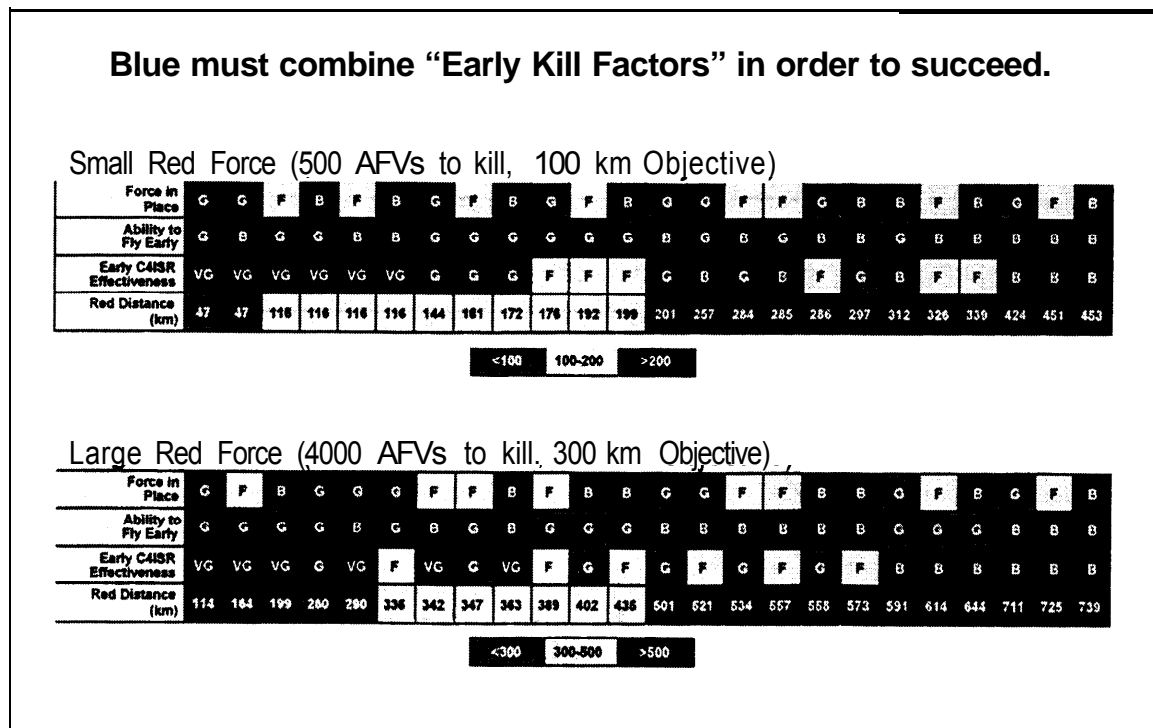 Blue must combine “Early Kill Factors” in order to succeed.
Small Red Force (500 AFVs to kill, 100 km Objective)
Force in Place G G F B F B G F B G F B G G F F G B B F B G F B
Ability to Fly Early G B G G B B G G G G G G B G B G B B G B B B B B
Early C4ISR Effectiveness VG VG VG VG VG VG G G G F F F G B G B F G B F F B B B
Red Distance (km) 47 47 115 116 116 116 144 161 172 176 192 199 201 257 284 285 286 297 312 326 339 424 451 453
<100 100-200 >200
Large Red Force (4000 AFVs to kill. 300 km Objective)
Force in Place G F B G G G F F B F B B G G F F B B G F B G F B
Ability to Fly Early G G G G B G B G B G G G B B B B B B G G G B B B
Early C4ISR Effectiveness VG VG VG G VG F VG G VG F G F G F G F G F B B B B B B
Red Distance (km) 114 164 199 280 290 336 342 347 363 389 402 435 501 521 534 557 558 573 591 614 644 711 725 739
<300 300-500 >500